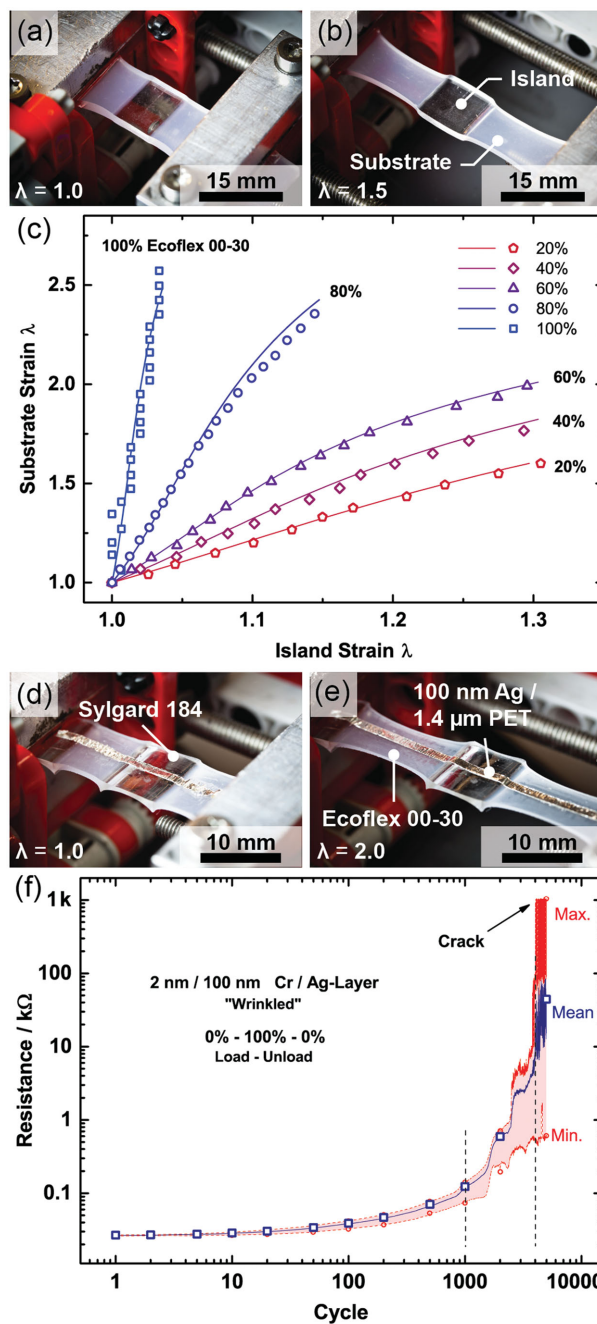 (a)
λ = 1.0
15 mm
(b)
Island
Substrate
λ = 1.5
15 mm
(c)
100% Ecoflex 00-30
20%
40%
60%
80%
100%
80%
60%
40%
20%
2.5
2.0
1.5
1.0
Substrate Strain λ
1.0
1.1
1.2
1.3
Island Strain λ
(d)
Sylgard 184
λ = 1.0
10 mm
(e)
100 nm Ag /
1.4 µm PET
Ecoflex 00-30
λ = 2.0
10 mm
(f)
1k
100
10
1
0.1
Resistance / kΩ
Crack
Max.
Mean
Min.
2 nm / 100 nm Cr / Ag-Layer
"Wrinkled"
0% - 100% - 0%
Load - Unload
1
10
100
1000
10000
Cycle